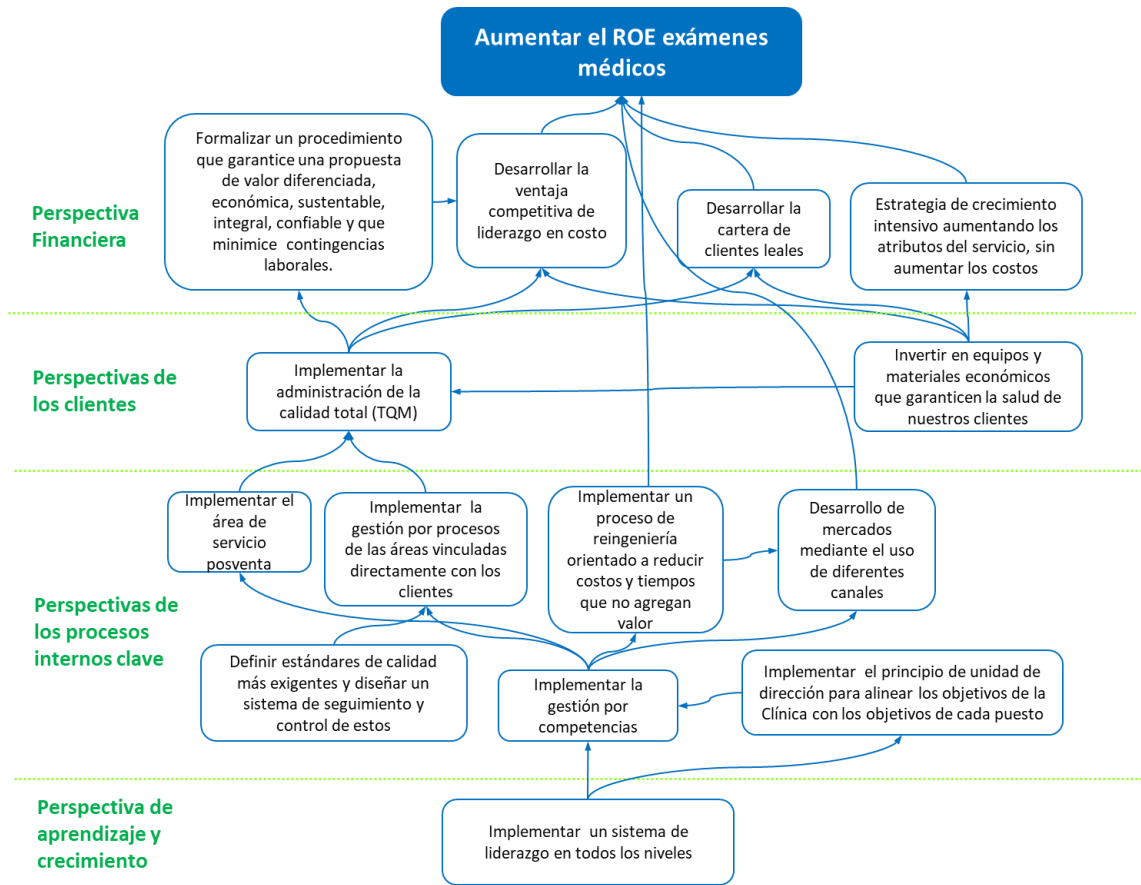 Aumentar el ROE exámenes
médicos
Perspectiva
Financiera
Formalizar un procedimiento
que garantice una propuesta
de valor diferenciada,
económica, sustentable,
integral, confiable y que
minimice contingencias
laborales.
Desarrollar la
ventaja
competitiva de
liderazgo en costo
Desarrollar la
cartera de
clientes leales
Estrategia de crecimiento
intensivo aumentando los
atributos del servicio, sin
aumentar los costos
Perspectivas de
los clientes
Implementar la
administración de la
calidad total (TQM)
Invertir en equipos y
materiales económicos
que garanticen la salud de
nuestros clientes
Perspectivas de
los procesos
internos clave
Implementar el
área de
servicio
posventa
Implementar la
gestión por procesos
de las áreas vinculadas
directamente con los
clientes
Implementar un
proceso de
reingeniería
orientado a reducir
costos y tiempos
que no agregan
valor
Desarrollo de
mercados
mediante el uso
de diferentes
canales
Definir estándares de calidad
más exigentes y diseñar un
sistema de seguimiento y
control de estos
Implementar la
gestión por
competencias
Implementar el principio de unidad de
dirección para alinear los objetivos de la
Clínica con los objetivos de cada puesto
Perspectiva de
aprendizaje y
crecimiento
Implementar un sistema de
liderazgo en todos los niveles